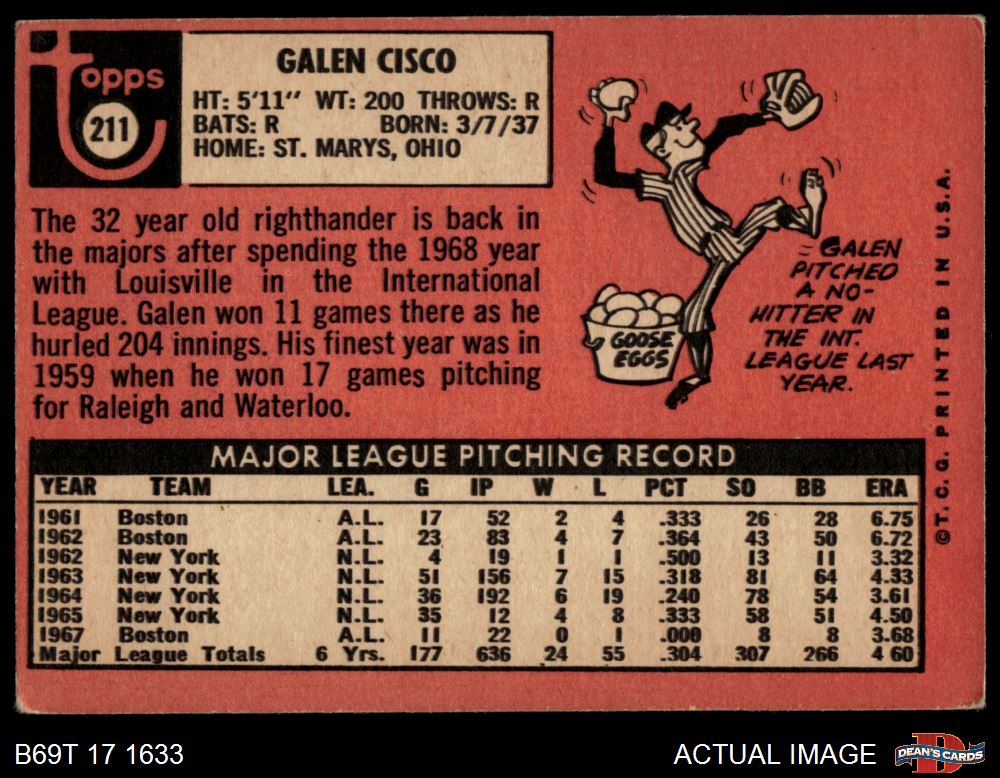 Topps
211
GALEN CISCO
HT: 5'11" WT: 200 THROWS: R
BATS: R BORN: 3/7/37
HOME: ST. MARYS, OHIO
The 32 year old righthander is back in
the majors after spending the 1968 year
with Louisville in the International
League. Galen won 11 games there as he
hurled 204 innings. His finest year was in
1959 when he won 17 games pitching
for Raleigh and Waterloo.
GALEN
PITCHED
A NO-
HITTER IN
THE INT.
LEAGUE LAST
YEAR.
GOOSE
EGGS
MAJOR LEAGUE PITCHING RECORD
YEAR TEAM LEA. G IP W L PCT SO BB ERA
1961 Boston A.L. 17 52 2 4 .333 26 28 6.75
1962 Boston A.L. 23 83 4 7 .364 43 50 6.72
1962 New York N.L. 4 19 1 1 .500 13 11 3.32
1963 New York N.L. 51 156 7 15 .318 81 64 4.33
1964 New York N.L. 36 192 6 19 .240 78 54 3.61
1965 New York N.L. 35 12 4 8 .333 58 51 4.50
1967 Boston A.L. 11 22 0 1 .000 8 8 3.68
Major League Totals 6 Yrs. 177 636 24 55 .304 307 266 4 60
©T.C.G. PRINTED IN U.S.A.
B69T 17 1633
ACTUAL IMAGE
D
DEAN'S CARDS